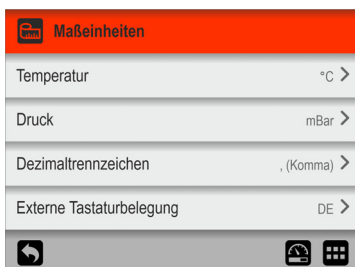 Maßeinheiten
Temperatur °C
Druck mBar
Dezimaltrennzeichen , (Komma)
Externe Tastaturbelegung DE